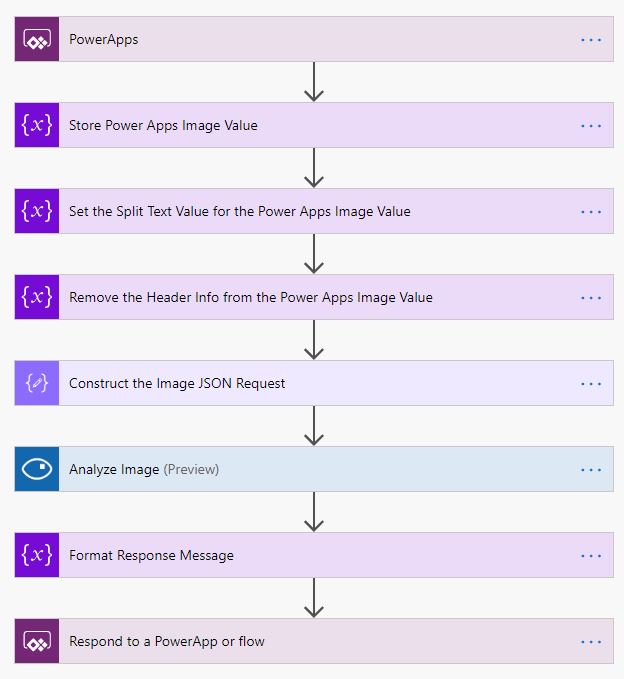 PowerApps
{x} Store Power Apps Image Value
{x} Set the Split Text Value for the Power Apps Image Value
{x} Remove the Header Info from the Power Apps Image Value
Construct the Image JSON Request
Analyze Image (Preview)
{x} Format Response Message
Respond to a PowerApp or flow